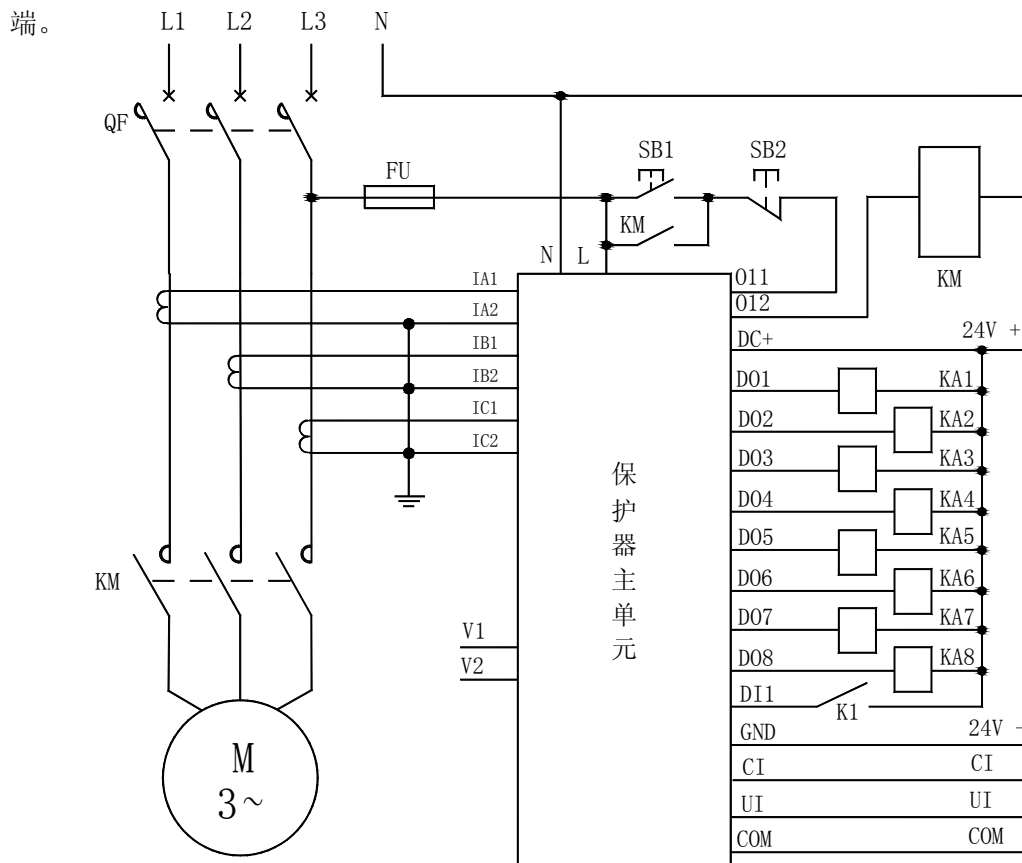 端。
L1 L2 L3 N
QF
FU
SB1 SB2
KM
N L
KM
IA1
IA2
IB1
IB2
IC1
IC2
O11
O12
DC+ 24V +
DO1 KA1
DO2 KA2
DO3 KA3
DO4 KA4
DO5 KA5
DO6 KA6
DO7 KA7
DO8 KA8
DI1 K1
GND 24V -
CI CI
UI UI
COM COM
保护器主单元
KM
V1
V2
M
3~